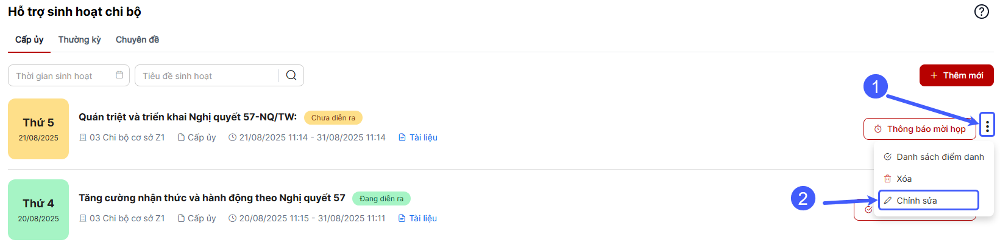 Hỗ trợ sinh hoạt chi bộ
Cấp ủy Thường kỳ Chuyên đề
Thời gian sinh hoạt Tiêu đề sinh hoạt + Thêm mới
1
Thứ 5
21/08/2025
Quán triệt và triển khai Nghị quyết 57-NQ/TW: Chưa diễn ra
03 Chi bộ cơ sở Z1 Cấp ủy 21/08/2025 11:14 - 31/08/2025 11:14 Tài liệu
Thông báo mời họp
Danh sách điểm danh
Xóa
2
Chỉnh sửa
Thứ 4
20/08/2025
Tăng cường nhận thức và hành động theo Nghị quyết 57 Đang diễn ra
03 Chi bộ cơ sở Z1 Cấp ủy 20/08/2025 11:15 - 31/08/2025 11:11 Tài liệu